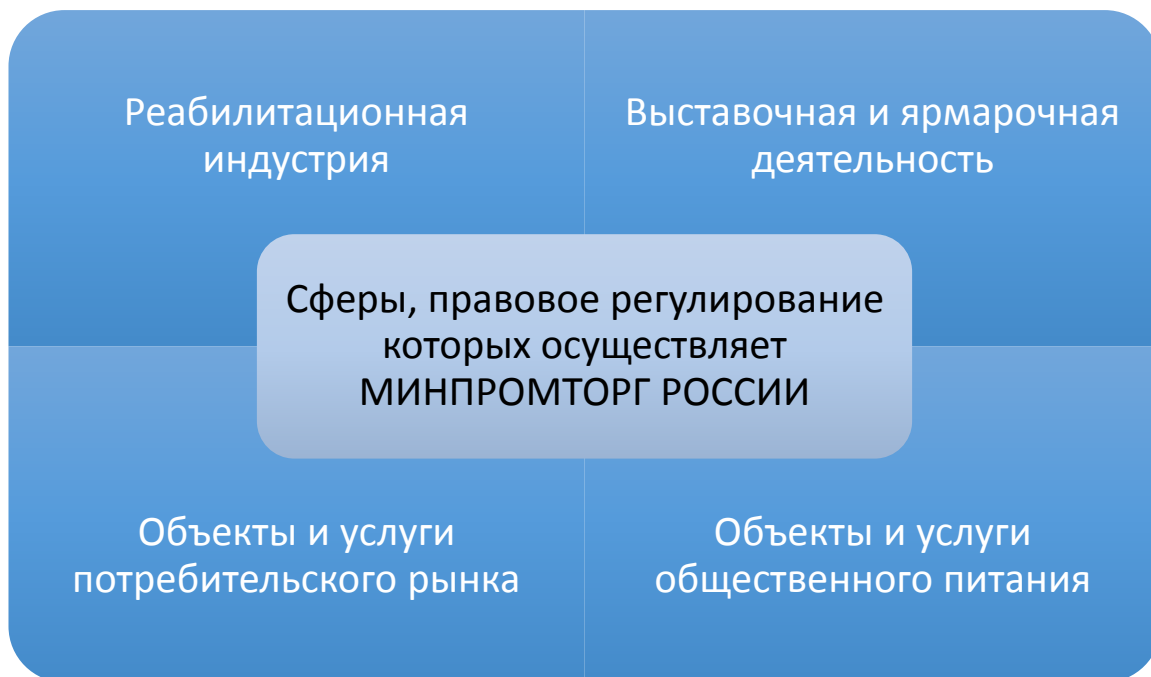 Реабилитационная
индустрия
Выставочная и ярмарочная
деятельность
Сферы, правовое регулирование
которых осуществляет
МИНПРОМТОРГ РОССИИ
Объекты и услуги
потребительского рынка
Объекты и услуги
общественного питания